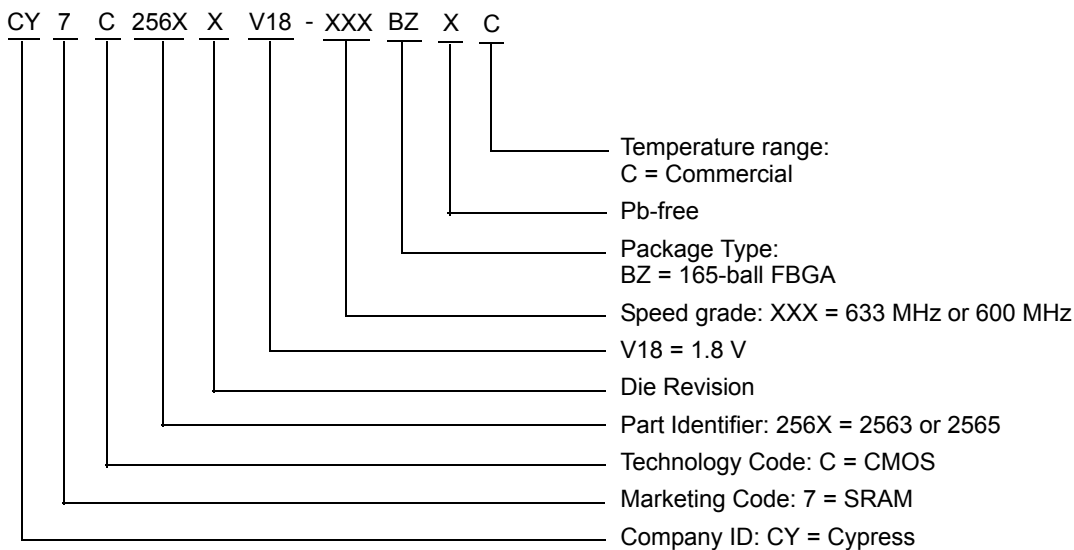 CY 7 C 256X X V18 - XXX BZ X C
Temperature range:
C = Commercial
Pb-free
Package Type:
BZ = 165-ball FBGA
Speed grade: XXX = 633 MHz or 600 MHz
V18 = 1.8 V
Die Revision
Part Identifier: 256X = 2563 or 2565
Technology Code: C = CMOS
Marketing Code: 7 = SRAM
Company ID: CY = Cypress